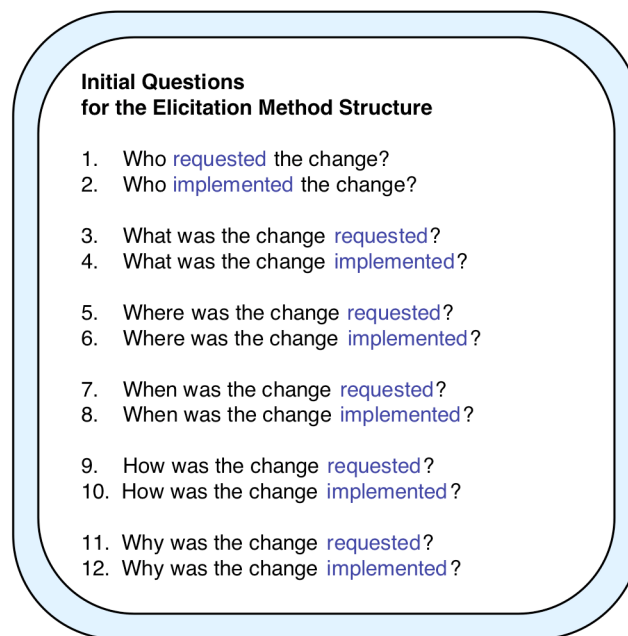 Initial Questions
for the Elicitation Method Structure
1. Who requested the change?
2. Who implemented the change?
3. What was the change requested?
4. What was the change implemented?
5. Where was the change requested?
6. Where was the change implemented?
7. When was the change requested?
8. When was the change implemented?
9. How was the change requested?
10. How was the change implemented?
11. Why was the change requested?
12. Why was the change implemented?